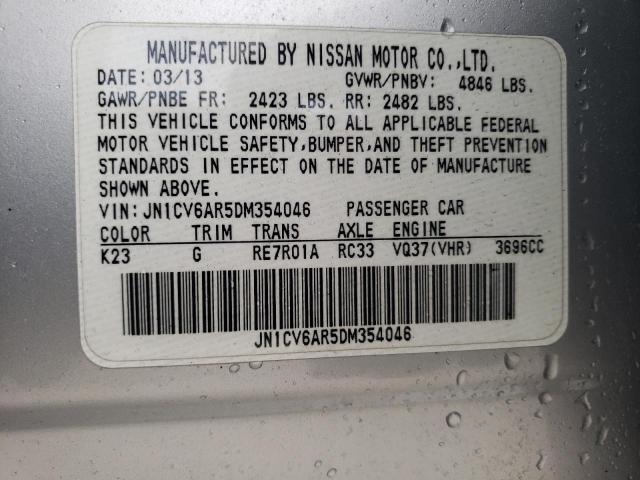 MANUFACTURED BY NISSAN MOTOR CO.,LTD.
DATE: 03/13 GVWR/PNBV: 4846 LBS.
GAWR/PNBE FR: 2423 LBS. RR: 2482 LBS.
THIS VEHICLE CONFORMS TO ALL APPLICABLE FEDERAL
MOTOR VEHICLE SAFETY,BUMPER,AND THEFT PREVENTION
STANDARDS IN EFFECT ON THE DATE OF MANUFACTURE
SHOWN ABOVE.
VIN:JN1CV6AR5DM354046 PASSENGER CAR
COLOR TRIM TRANS AXLE ENGINE
K23 G RE7R01A RC33 VQ37(VHR) 3696CC
JN1CV6AR5DM354046